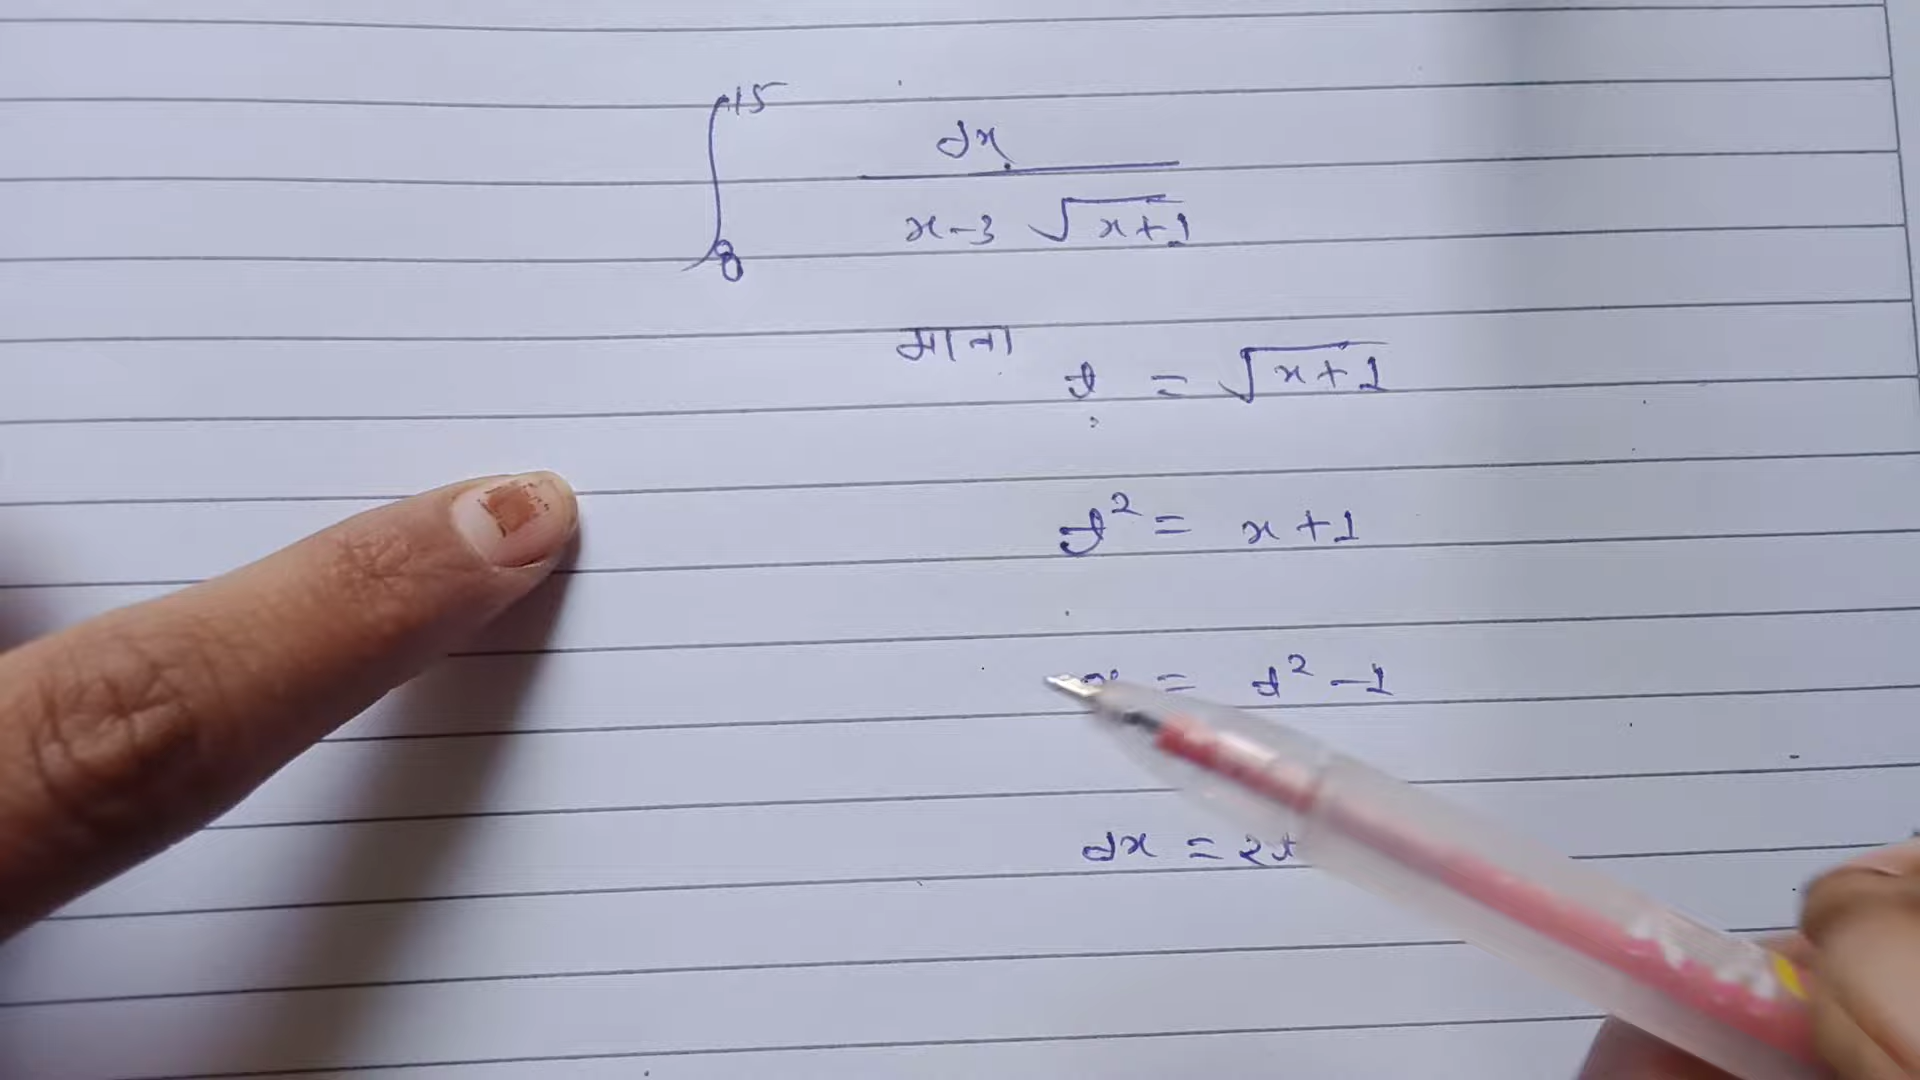 ∫₈¹⁵ dx / x-3 √x+1
माना t = √x+1
t² = x+1
x = t² -1
dx = 2t